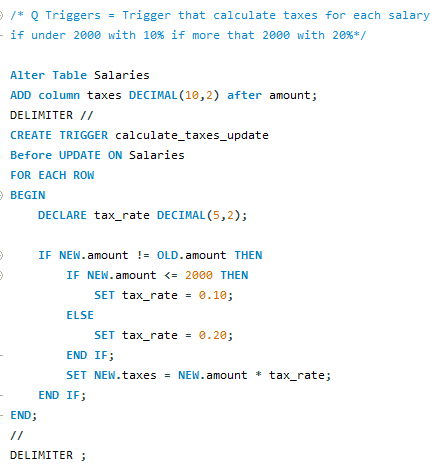 /* Q Triggers = Trigger that calculate taxes for each salary
if under 2000 with 10% if more that 2000 with 20%*/
Alter Table Salaries
ADD column taxes DECIMAL(10,2) after amount;
DELIMITER //
CREATE TRIGGER calculate_taxes_update
Before UPDATE ON Salaries
FOR EACH ROW
BEGIN
DECLARE tax_rate DECIMAL(5,2);
IF NEW.amount != OLD.amount THEN
IF NEW.amount <= 2000 THEN
SET tax_rate = 0.10;
ELSE
SET tax_rate = 0.20;
END IF;
SET NEW.taxes = NEW.amount * tax_rate;
END IF;
END;
//
DELIMITER ;